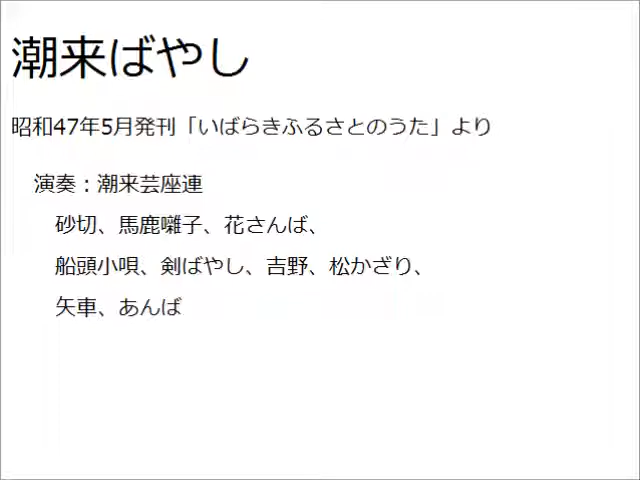 潮来ばやし
昭和47年5月発刊「いばらきふるさとのうた」より
演奏：潮来芸座連
砂切、馬鹿囃子、花さんば、
船頭小唄、剣ばやし、吉野、松かざり、
矢車、あんば